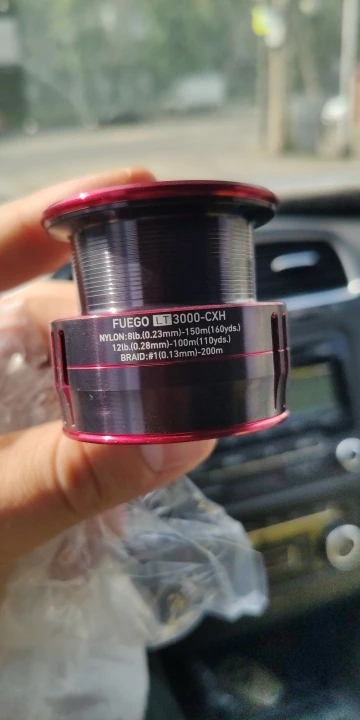 FUEGO LT 3000-CXH
NYLON:8lb.(0.23mm)-150m(160yds.)
12lb.(0.28mm)-100m(110yds.)
BRAID:#1(0.13mm)-200m